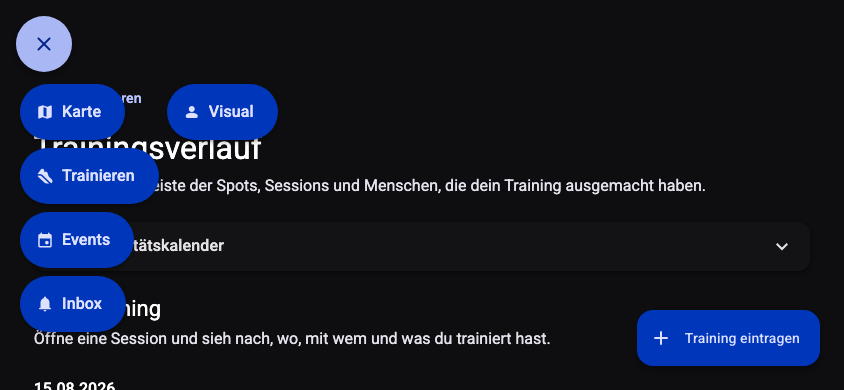 ren
Karte
Visual
Trainingsverlauf
Trainieren
eiste der Spots, Sessions und Menschen, die dein Training ausgemacht haben.
Events
tätskalender
Inbox
ning
Öffne eine Session und sieh nach, wo, mit wem und was du trainiert hast.
Training eintragen
15.08.2026